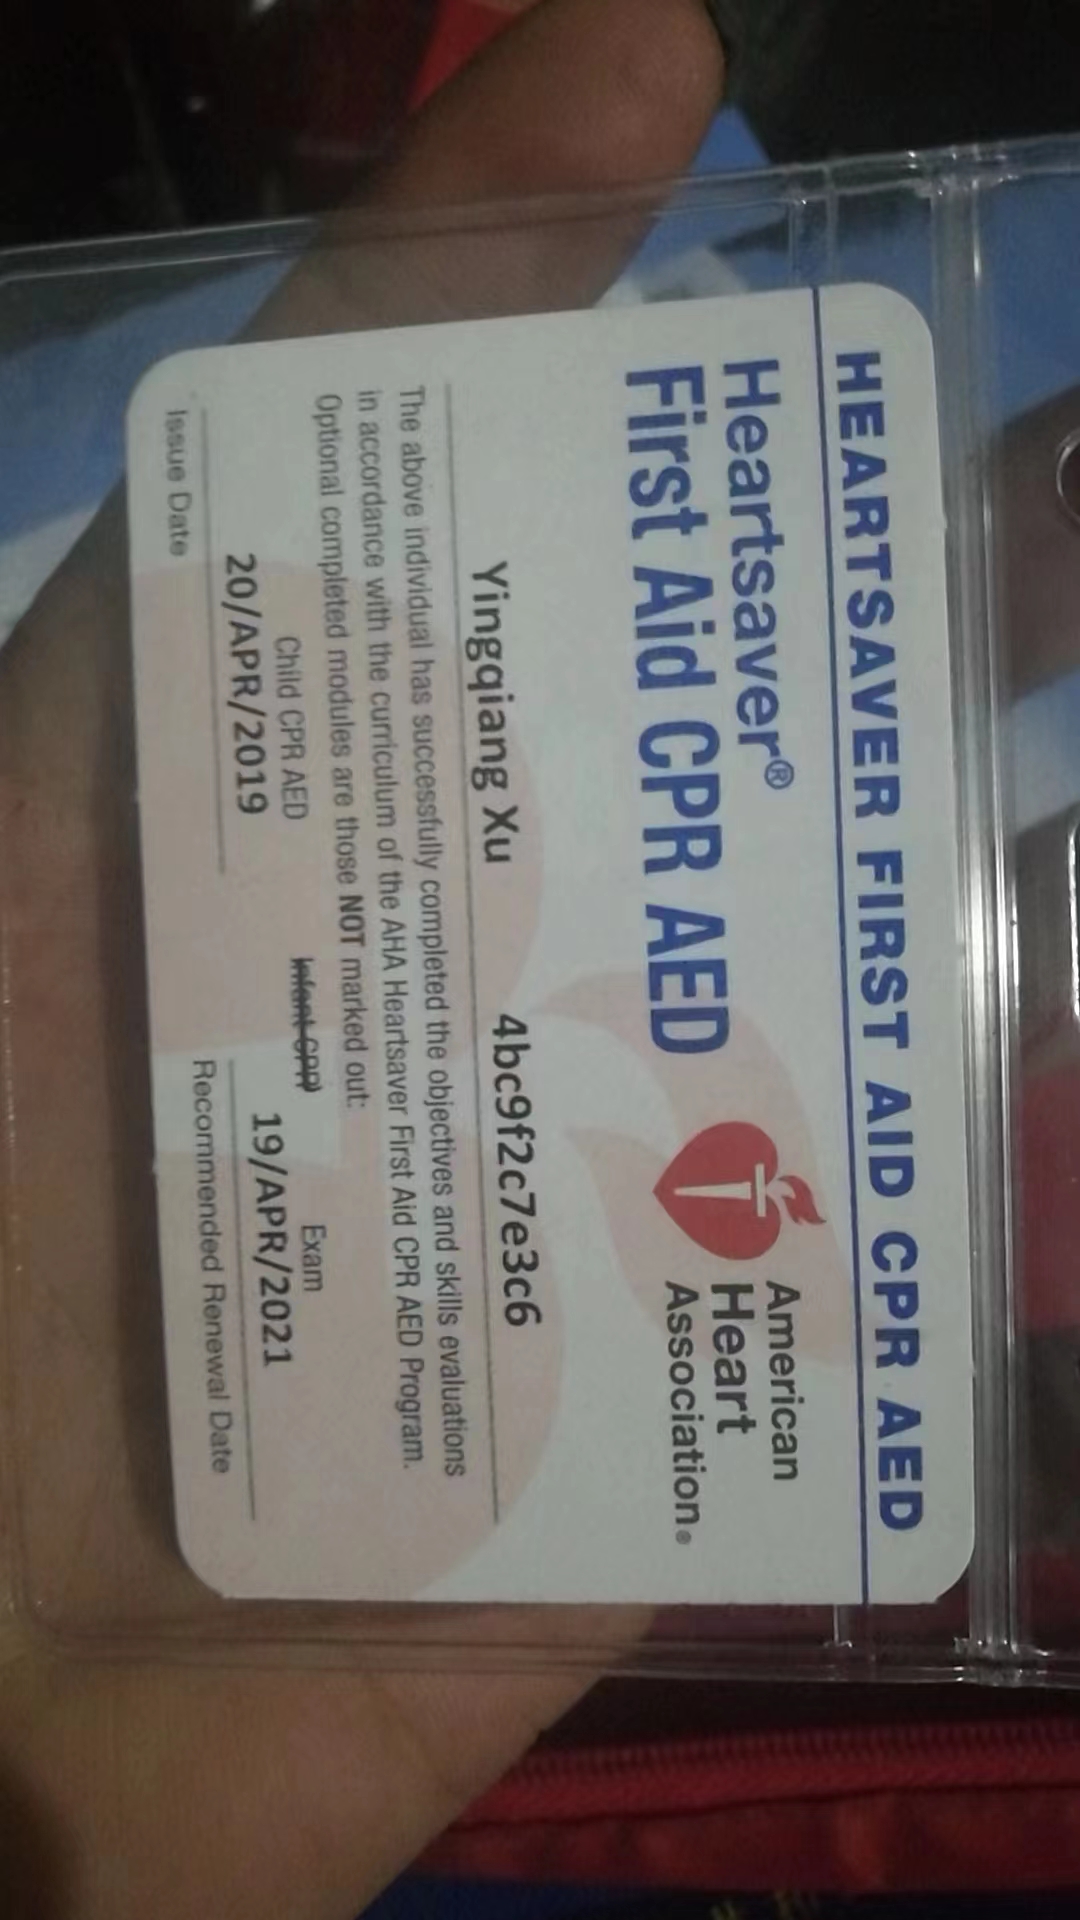 HEARTSAVER FIRST AID CPR AED
Heartsaver®
First Aid CPR AED
American
Heart
Association®
Yingqiang Xu 4bc9f2c7e3c6
The above individual has successfully completed the objectives and skills evaluations
in accordance with the curriculum of the AHA Heartsaver First Aid CPR AED Program.
Optional completed modules are those NOT marked out:
Child CPR AED Infant CPR Exam
20/APR/2019 19/APR/2021
Issue Date Recommended Renewal Date